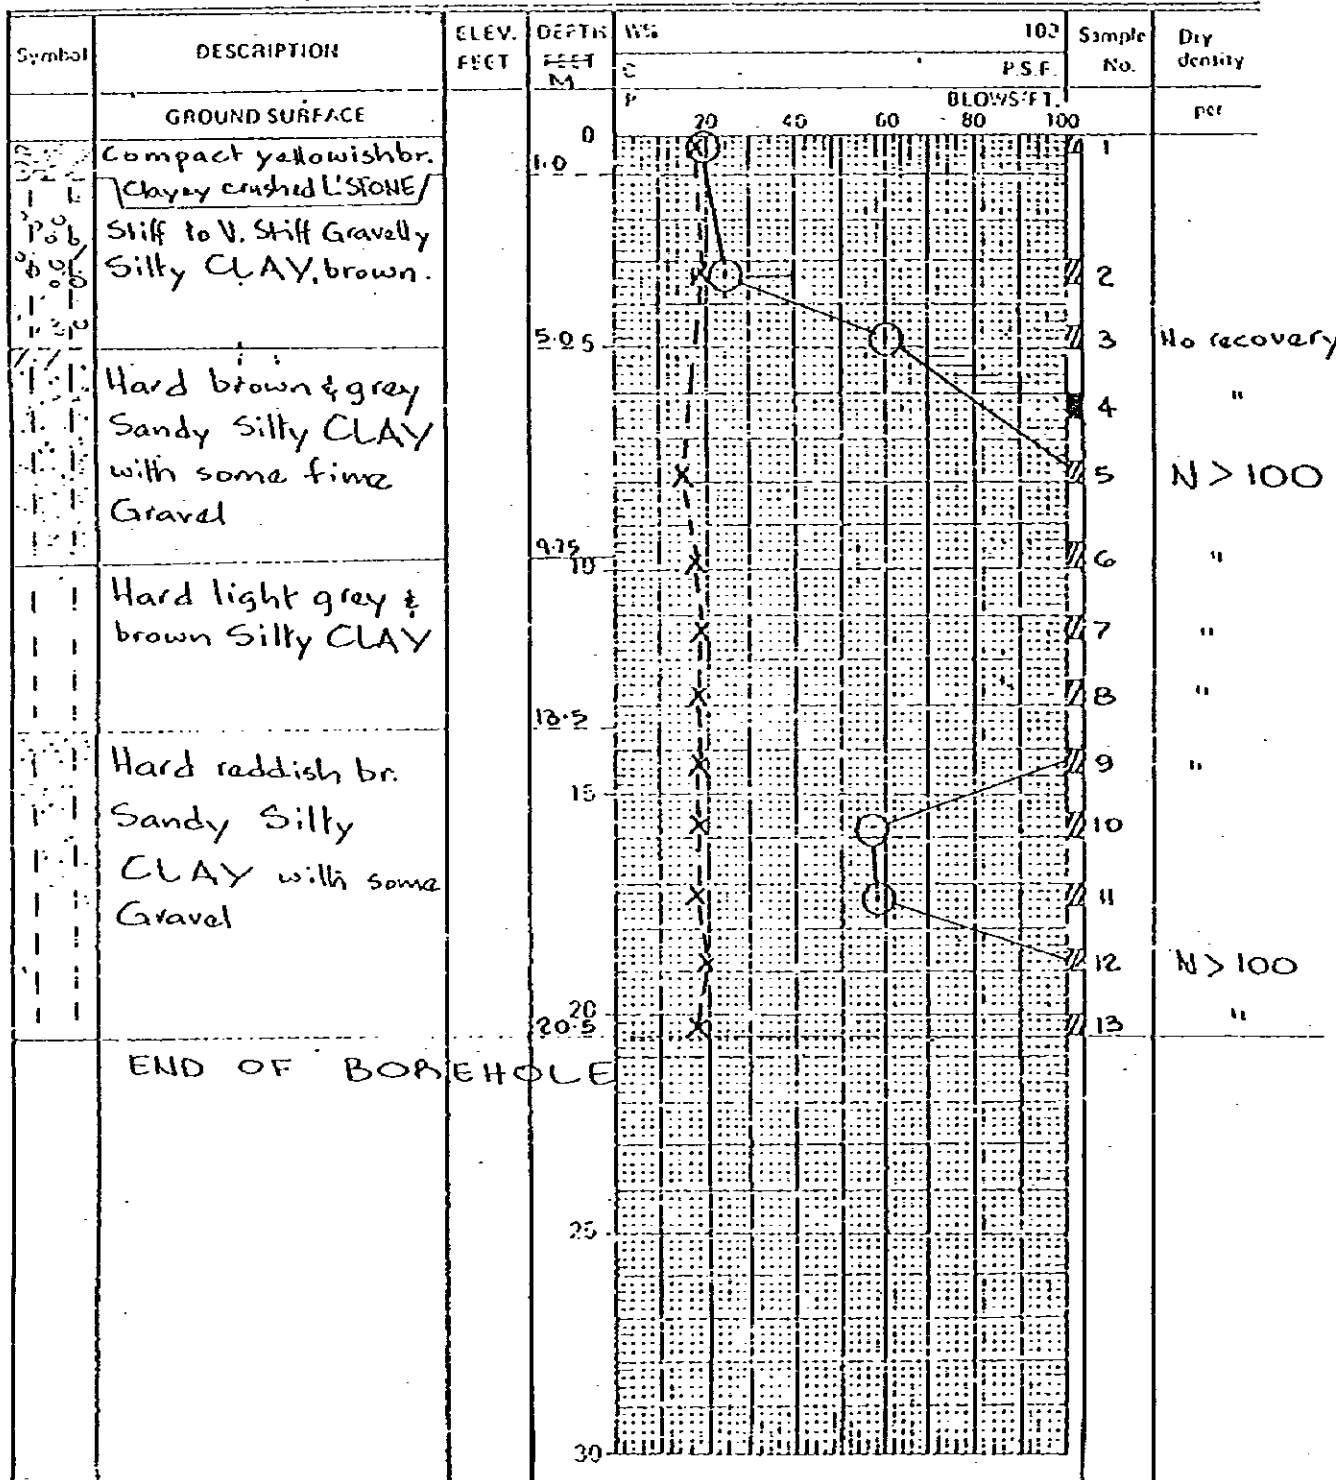 Symbol
DESCRIPTION
ELEV. FEET
DEPTH FEET M
WS 100
C P.S.F.
P BLOWS/FT.
20 40 60 80 100
Sample No.
Dry density
per
GROUND SURFACE
0
Compact yellowish br.
Clayey crushed L'STONE
1.0
1
Stiff to V. Stiff Gravelly
Silty CLAY, brown.
2
5.0 5
3 No recovery
Hard brown & grey
Sandy Silty CLAY
with some fine
Gravel
4 "
5 N > 100
9.75
10
6 "
Hard light grey &
brown Silty CLAY
7 "
8 "
13.5
Hard reddish br.
Sandy Silty
CLAY with some
Gravel
9 "
15
10
11
12 N > 100
20
20.5
13 "
END OF BOREHOLE
25
30